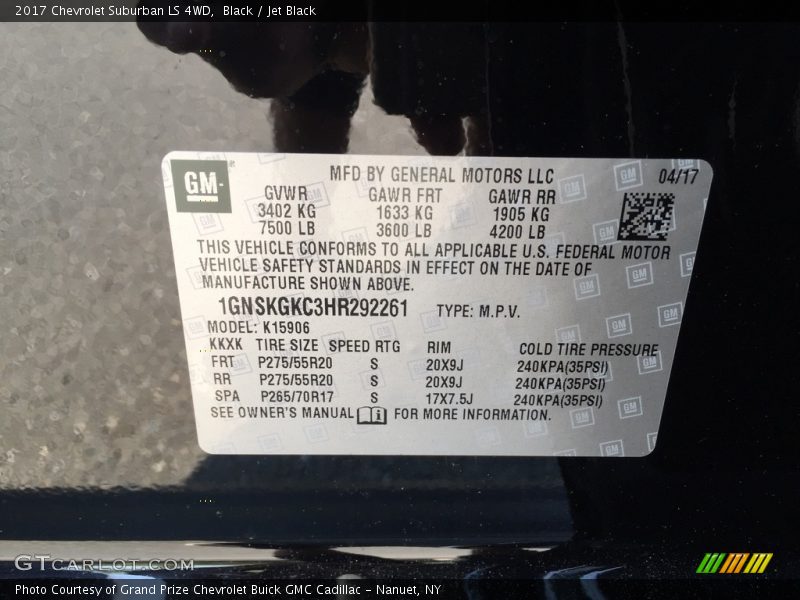 2017 Chevrolet Suburban LS 4WD, Black / Jet Black
GM
MFD BY GENERAL MOTORS LLC 04/17
GVWR GAWR FRT GAWR RR
3402 KG 1633 KG 1905 KG
7500 LB 3600 LB 4200 LB
THIS VEHICLE CONFORMS TO ALL APPLICABLE U.S. FEDERAL MOTOR
VEHICLE SAFETY STANDARDS IN EFFECT ON THE DATE OF
MANUFACTURE SHOWN ABOVE.
1GNSKGKC3HR292261 TYPE: M.P.V.
MODEL: K15906
KKXK TIRE SIZE SPEED RTG RIM COLD TIRE PRESSURE
FRT P275/55R20 S 20X9J 240KPA(35PSI)
RR P275/55R20 S 20X9J 240KPA(35PSI)
SPA P265/70R17 S 17X7.5J 240KPA(35PSI)
SEE OWNER'S MANUAL FOR MORE INFORMATION.
GTCARLOT.COM
Photo Courtesy of Grand Prize Chevrolet Buick GMC Cadillac - Nanuet, NY